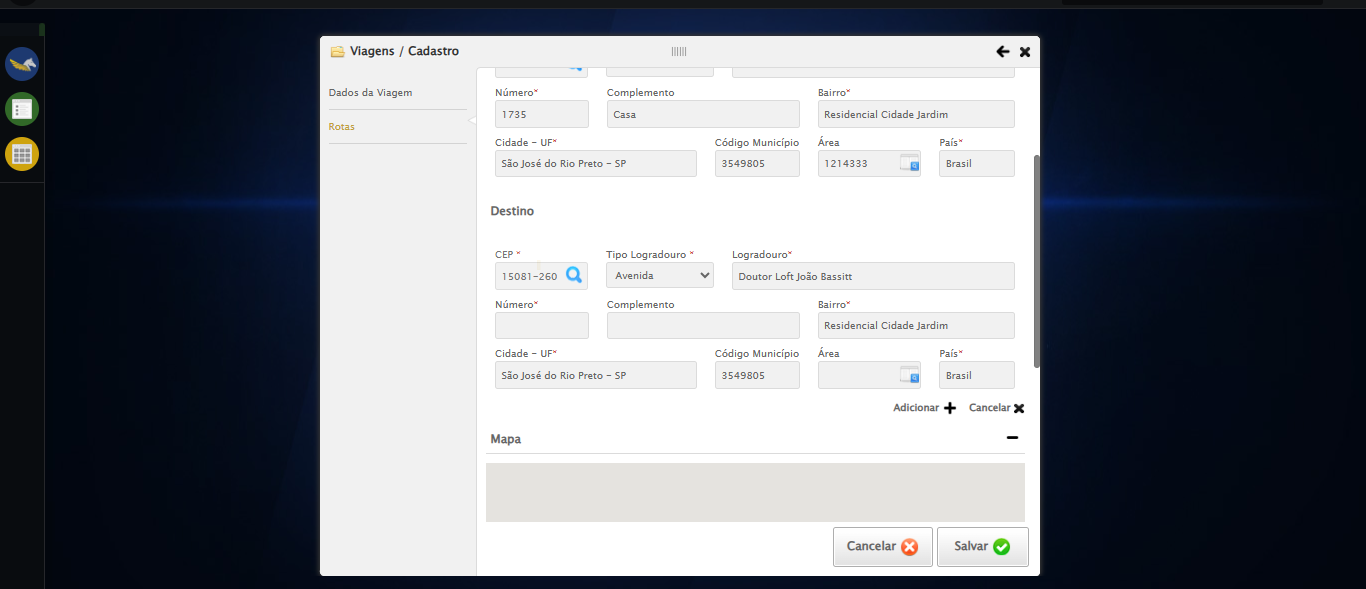 Viagens / Cadastro
Dados da Viagem
Rotas
Número* Complemento Bairro*
1735 Casa Residencial Cidade Jardim
Cidade - UF* Código Município Área País*
São José do Rio Preto - SP 3549805 1214333 Brasil
Destino
CEP * Tipo Logradouro * Logradouro*
15081-260 Avenida Doutor Loft João Bassitt
Número* Complemento Bairro*
Residencial Cidade Jardim
Cidade - UF* Código Município Área País*
São José do Rio Preto - SP 3549805 Brasil
Adicionar Cancelar
Mapa
Cancelar Salvar